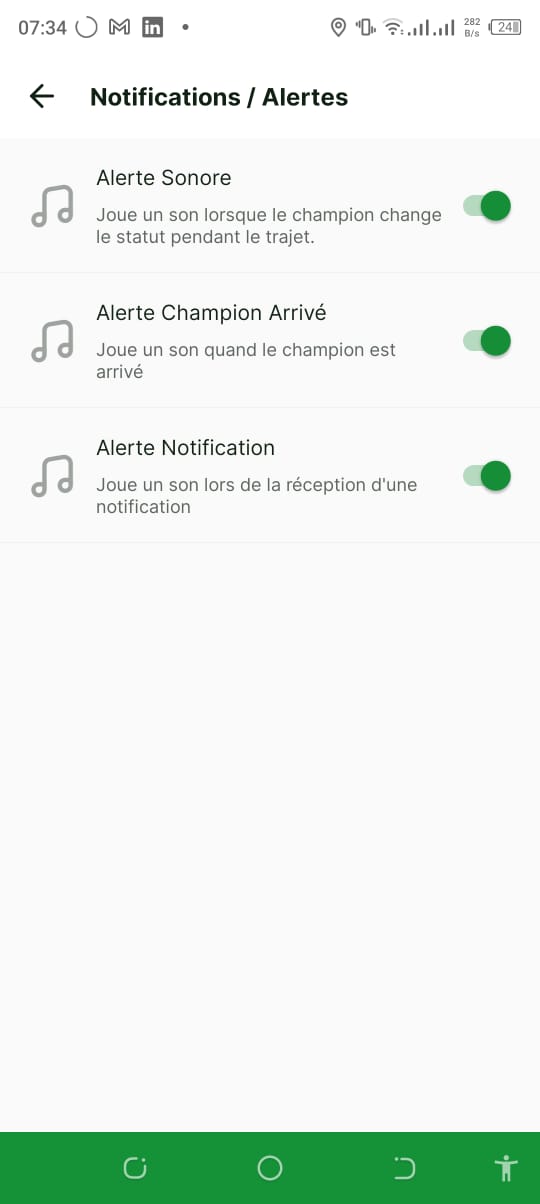 07:34
in
282
B/s
24
Notifications / Alertes
Alerte Sonore
Joue un son lorsque le champion change
le statut pendant le trajet.
Alerte Champion Arrivé
Joue un son quand le champion est
arrivé
Alerte Notification
Joue un son lors de la réception d'une
notification